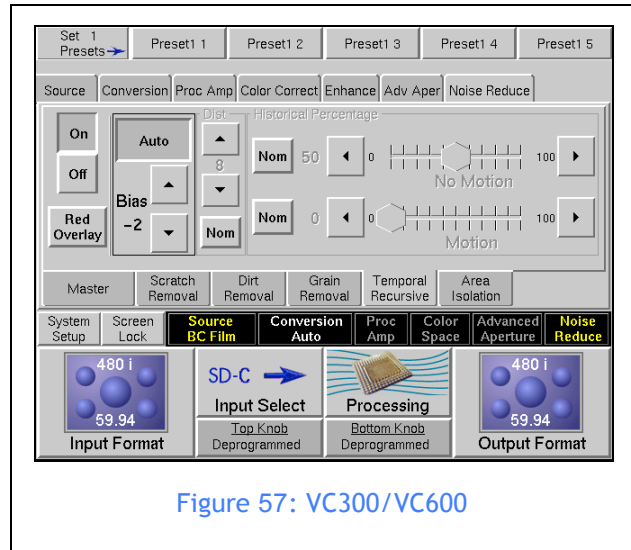 Set 1
Presets
Preset1 1
Preset1 2
Preset1 3
Preset1 4
Preset1 5
Source
Conversion
Proc Amp
Color Correct
Enhance
Adv Aper
Noise Reduce
On
Off
Red
Overlay
Auto
Bias
-2
Dist
8
Nom
Historical Percentage
Nom
50
0
100
No Motion
Nom
0
0
100
Motion
Master
Scratch
Removal
Dirt
Removal
Grain
Removal
Temporal
Recursive
Area
Isolation
System
Setup
Screen
Lock
Source
BC Film
Conversion
Auto
Proc
Amp
Color
Space
Advanced
Aperture
Noise
Reduce
480 i
59.94
Input Format
SD-C
Input Select
Processing
Top Knob
Deprogrammed
Bottom Knob
Deprogrammed
480 i
59.94
Output Format
Figure 57: VC300/VC600